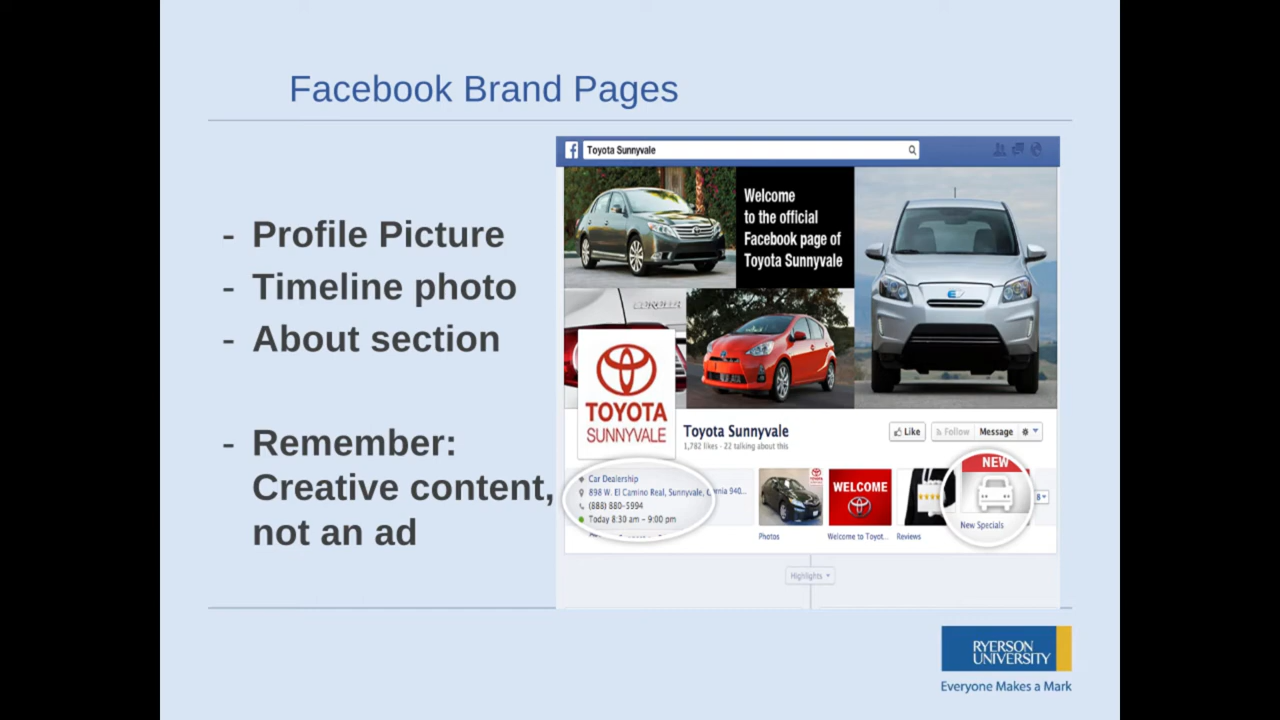 Facebook Brand Pages
- Profile Picture
- Timeline photo
- About section
- Remember:
Creative content,
not an ad
f Toyota Sunnyvale
Welcome
to the official
Facebook page of
Toyota Sunnyvale
COROLLA
TOYOTA
SUNNYVALE
Toyota Sunnyvale
1,782 likes · 22 talking about this
Like
Follow
Message
Car Dealership
898 W. El Camino Real, Sunnyvale,
(888) 880-5994
Today 8:30 am – 9:00 pm
Photos
WELCOME
Welcome to Toyot...
Reviews
NEW
New Specials
8
Highlights
RYERSON
UNIVERSITY
Everyone Makes a Mark